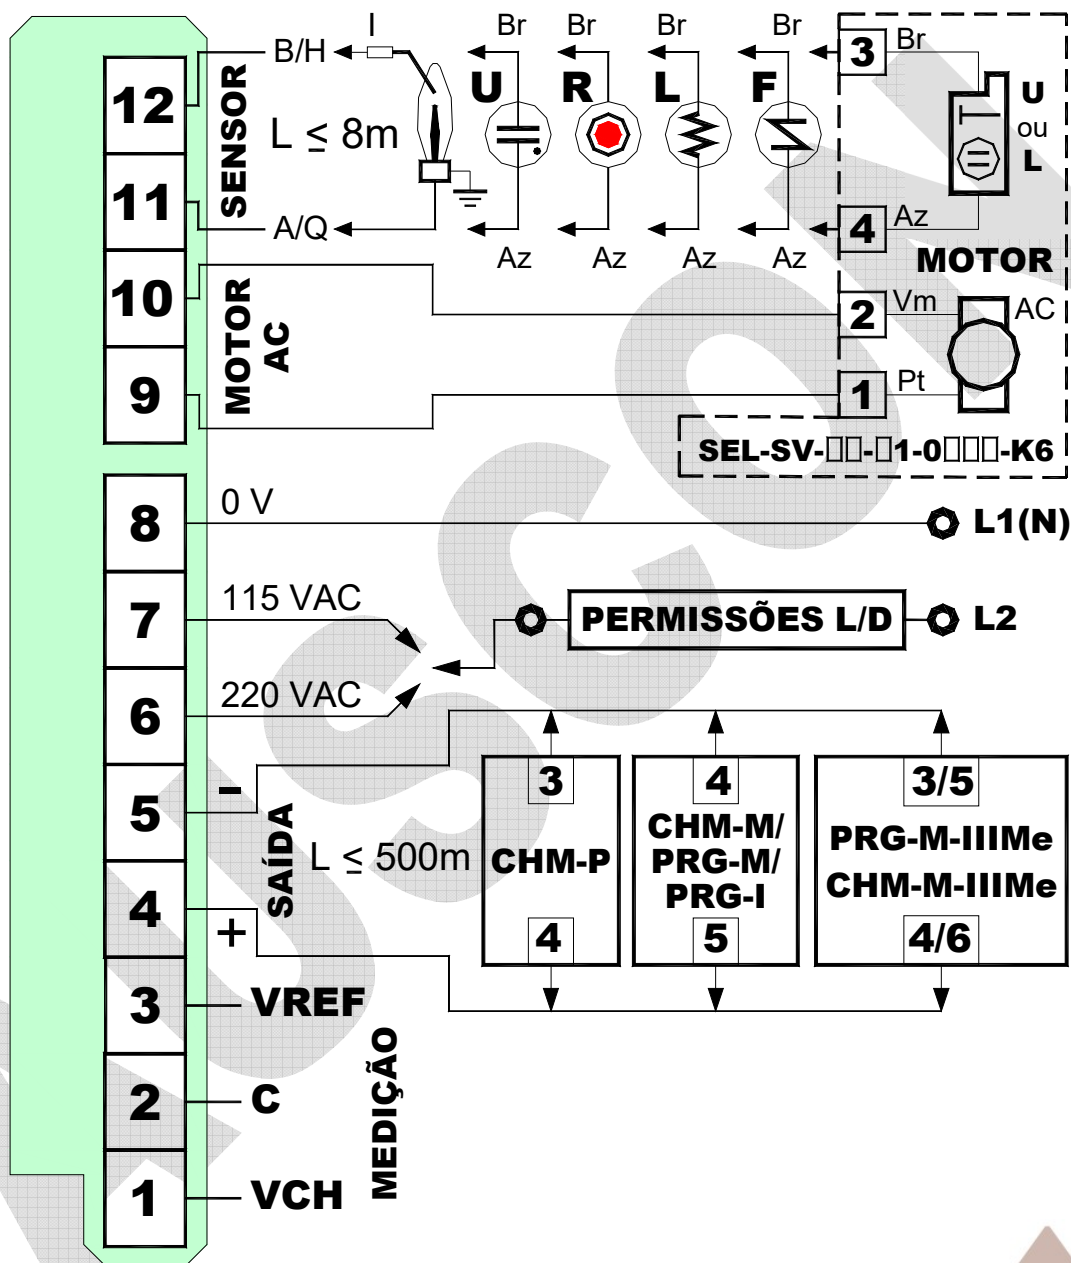 I Br Br Br Br
12 B/H 3 Br
SENSOR
U R L F
U
ou
L
L ≤ 8m
11 A/Q 4 Az
Az Az Az Az
MOTOR
10
MOTOR
AC
2 Vm AC
9
1 Pt
SEL-SV-□□-□1-0□□□-K6
8 0 V L1(N)
7 115 VAC
PERMISSÕES L/D L2
6 220 VAC
5 -
SAÍDA
L ≤ 500m
4 +
3
CHM-P
4
4
CHM-M/
PRG-M/
PRG-I
5
3/5
PRG-M-IIIMe
CHM-M-IIIMe
4/6
3 VREF
2 C
1 VCH
MEDIÇÃO
AUSCON